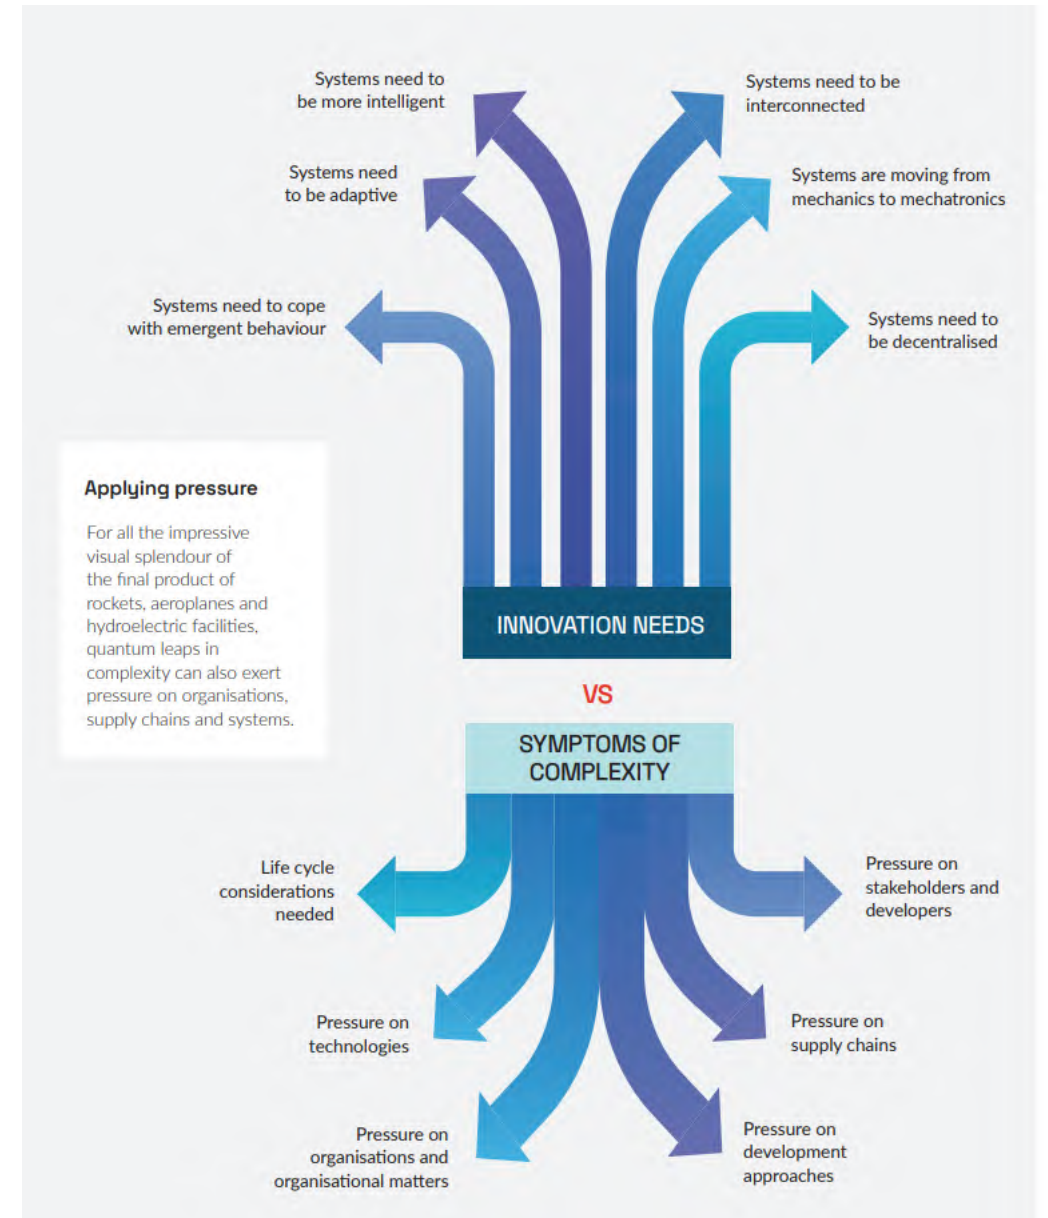 Systems need to
be more intelligent
Systems need to be
interconnected
Systems need
to be adaptive
Systems are moving from
mechanics to mechatronics
Systems need to cope
with emergent behaviour
Systems need to
be decentralised
Applying pressure
For all the impressive
visual splendour of
the final product of
rockets, aeroplanes and
hydroelectric facilities,
quantum leaps in
complexity can also exert
pressure on organisations,
supply chains and systems.
INNOVATION NEEDS
VS
SYMPTOMS OF
COMPLEXITY
Life cycle
considerations
needed
Pressure on
stakeholders and
developers
Pressure on
technologies
Pressure on
supply chains
Pressure on
organisations and
organisational matters
Pressure on
development
approaches